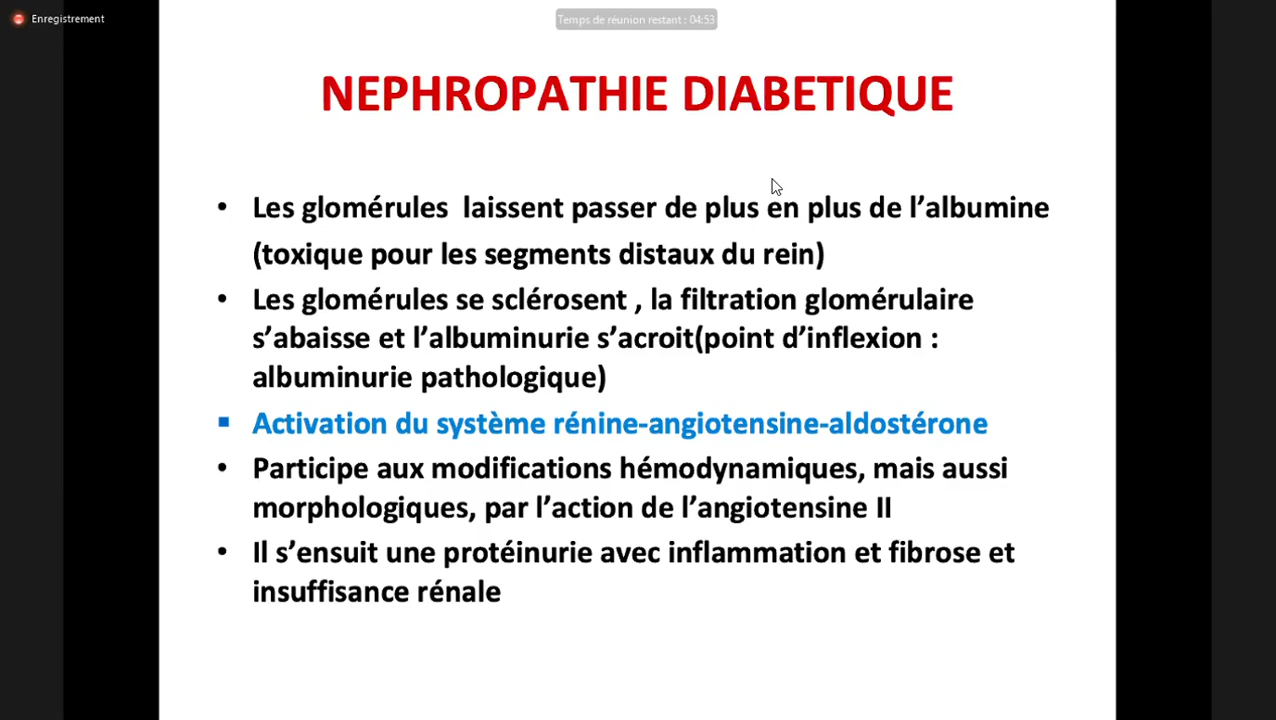 Enregistrement
Temps de réunion restant : 04:53
NEPHROPATHIE DIABETIQUE
• Les glomérules laissent passer de plus en plus de l’albumine
(toxique pour les segments distaux du rein)
• Les glomérules se sclérosent , la filtration glomérulaire
s’abaisse et l’albuminurie s’acroit(point d’inflexion :
albuminurie pathologique)
▪ Activation du système rénine-angiotensine-aldostérone
• Participe aux modifications hémodynamiques, mais aussi
morphologiques, par l’action de l’angiotensine II
• Il s’ensuit une protéinurie avec inflammation et fibrose et
insuffisance rénale